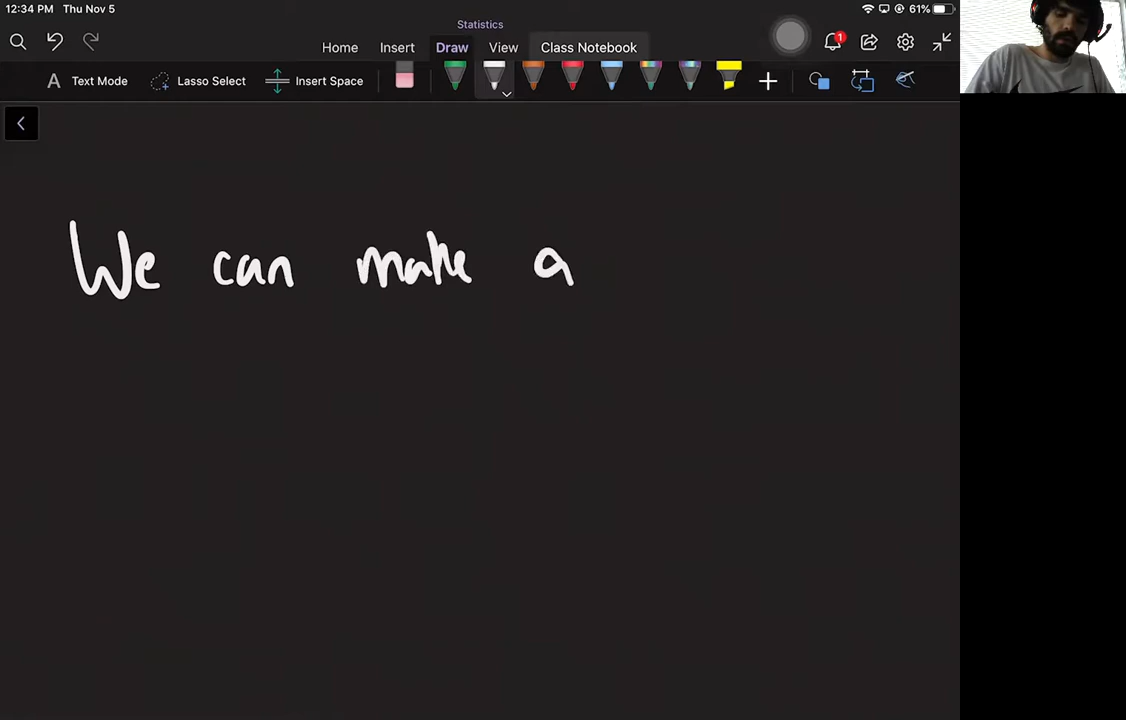 12:34 PM Thu Nov 5
61%
Statistics
Home Insert Draw View Class Notebook
1
A Text Mode Lasso Select Insert Space
We can make a